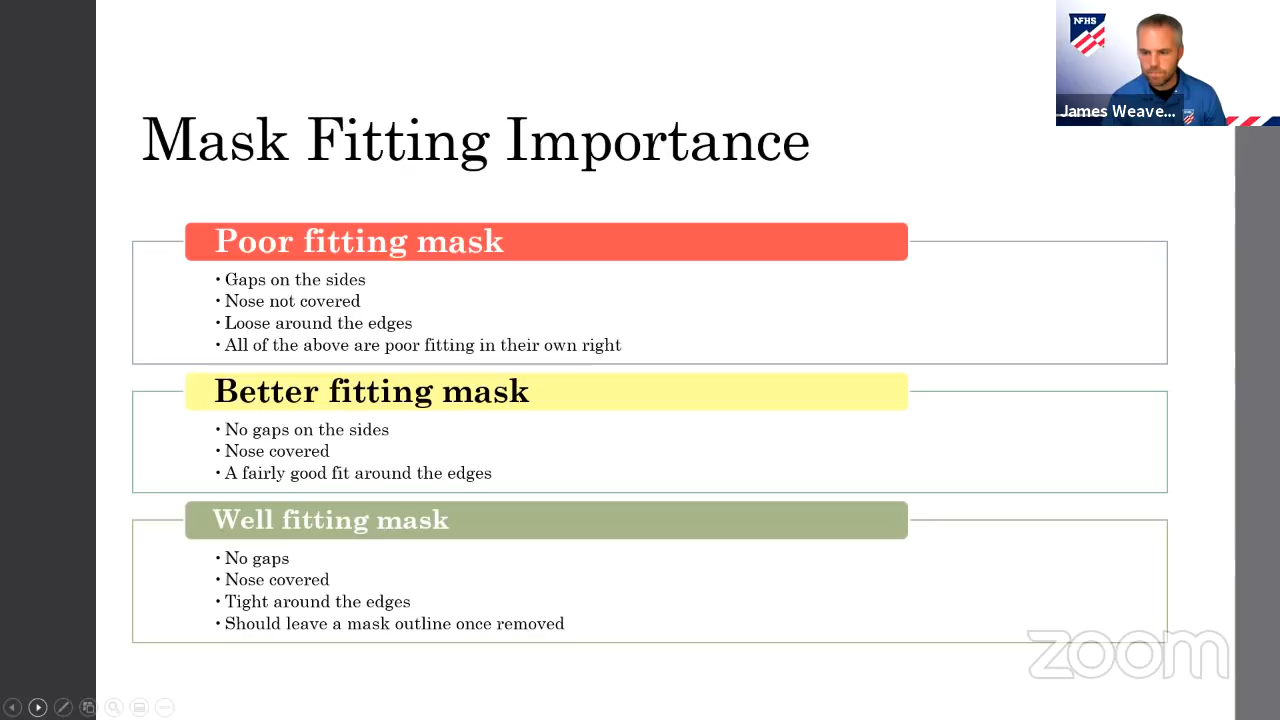 NFHS
James Weave...
Mask Fitting Importance
Poor fitting mask
• Gaps on the sides
• Nose not covered
• Loose around the edges
• All of the above are poor fitting in their own right
Better fitting mask
• No gaps on the sides
• Nose covered
• A fairly good fit around the edges
Well fitting mask
• No gaps
• Nose covered
• Tight around the edges
• Should leave a mask outline once removed
zoom